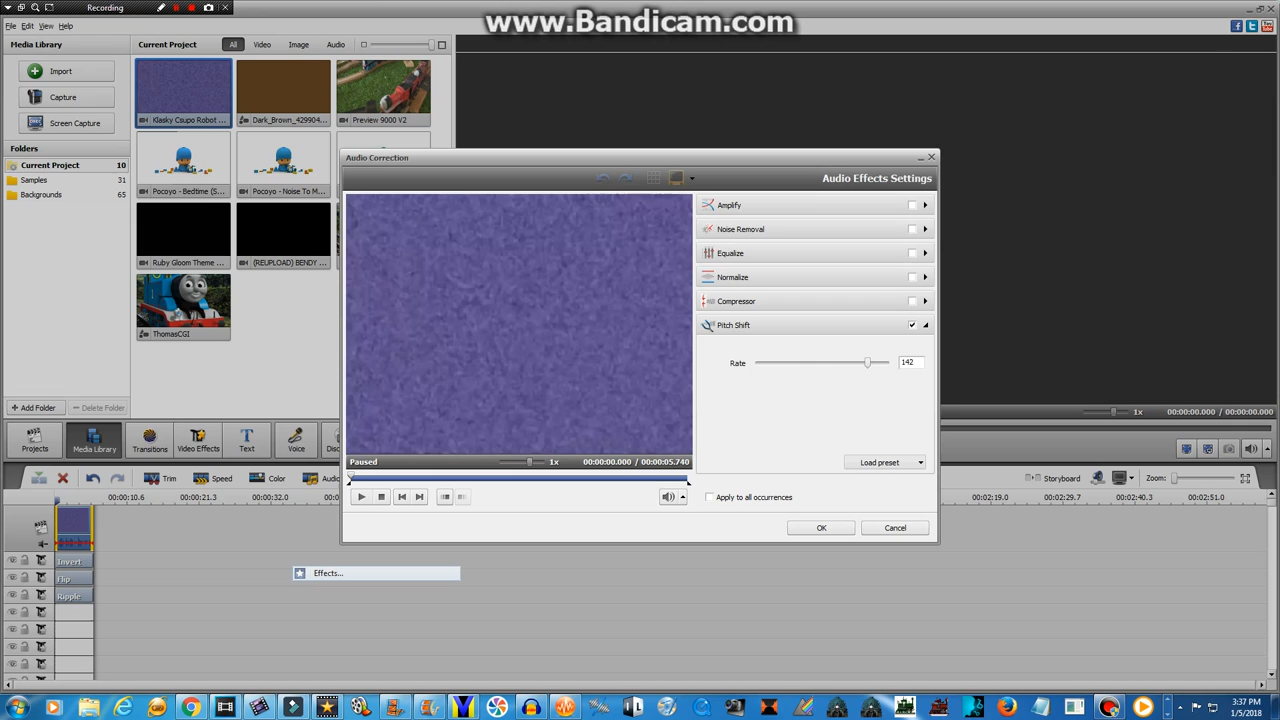 Recording
www.Bandicam.com
File Edit View Help
Media Library
Current Project
All Video Image Audio
Import
Capture
Screen Capture
Folders
Current Project 10
Samples 31
Backgrounds 65
Klasky Csupo Robot ...
Dark_Brown_429904...
Preview 9000 V2
Pocoyo - Bedtime (S...
Pocoyo - Noise To M...
Ruby Gloom Theme ...
(REUPLOAD) BENDY ...
ThomasCGI
Add Folder
Delete Folder
Audio Correction
Audio Effects Settings
Amplify
Noise Removal
Equalize
Normalize
Compressor
Pitch Shift
Rate 142
Load preset
Paused 1x 00:00:00.000 / 00:00:05.740
Apply to all occurrences
OK Cancel
1x 00:00:00.000 / 00:00:00.000
Projects
Media Library
Transitions
Video Effects
Text
Voice
Trim
Speed
Color
Storyboard
Zoom:
00:00:10.6 00:00:21.3 00:00:32.0 00:02:19.0 00:02:29.7 00:02:40.3 00:02:51.0
Invert
Flip
Ripple
Effects...
3:37 PM
1/5/2018